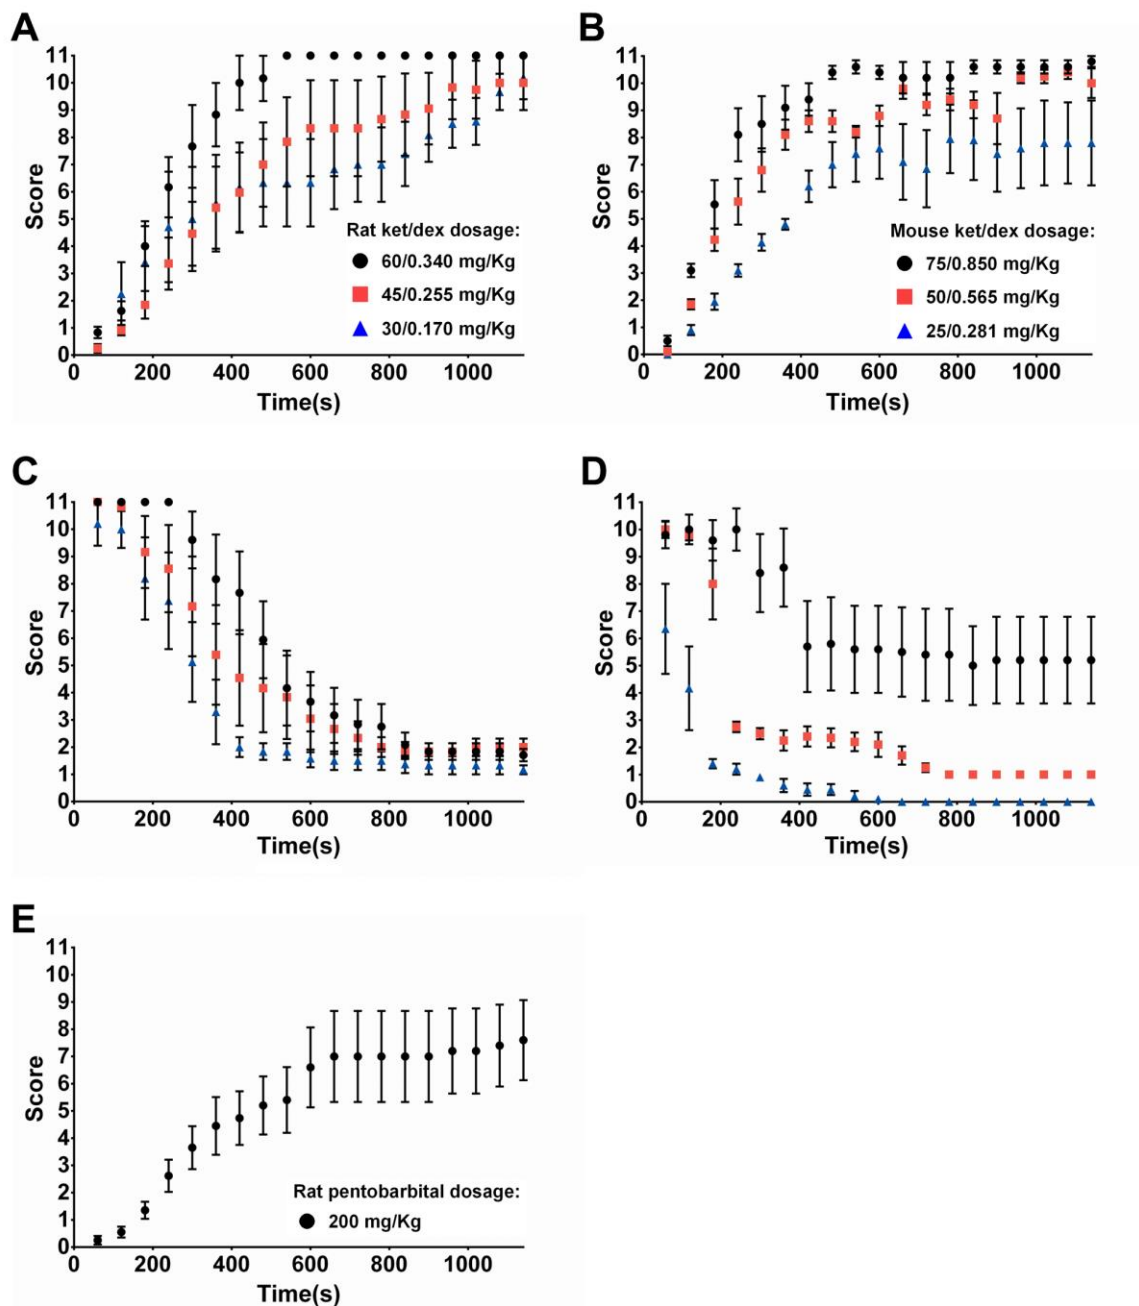 A
11
10
9
8
7
6
5
4
3
2
1
0
Score
0 200 400 600 800 1000
Time(s)
Rat ket/dex dosage:
60/0.340 mg/Kg
45/0.255 mg/Kg
30/0.170 mg/Kg
B
11
10
9
8
7
6
5
4
3
2
1
0
Score
0 200 400 600 800 1000
Time(s)
Mouse ket/dex dosage:
75/0.850 mg/Kg
50/0.565 mg/Kg
25/0.281 mg/Kg
C
11
10
9
8
7
6
5
4
3
2
1
0
Score
0 200 400 600 800 1000
Time(s)
D
11
10
9
8
7
6
5
4
3
2
1
0
Score
0 200 400 600 800 1000
Time(s)
E
11
10
9
8
7
6
5
4
3
2
1
0
Score
0 200 400 600 800 1000
Time(s)
Rat pentobarbital dosage:
200 mg/Kg